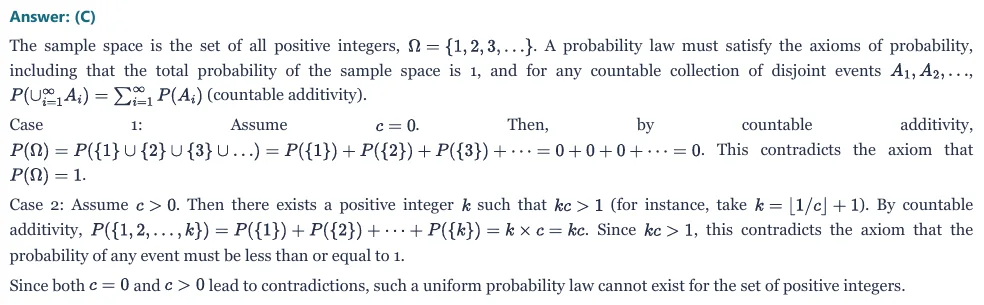 Answer: (C)
The sample space is the set of all positive integers, Ω = {1, 2, 3, . . .}. A probability law must satisfy the axioms of probability,
including that the total probability of the sample space is 1, and for any countable collection of disjoint events A₁, A₂, . . .,
P(∪_{i=1}^∞ A_i) = ∑_{i=1}^∞ P(A_i) (countable additivity).
Case 1: Assume c = 0. Then, by countable additivity,
P(Ω) = P({1} ∪ {2} ∪ {3} ∪ . . .) = P({1}) + P({2}) + P({3}) + ⋯ = 0 + 0 + 0 + ⋯ = 0. This contradicts the axiom that
P(Ω) = 1.
Case 2: Assume c > 0. Then there exists a positive integer k such that kc > 1 (for instance, take k = ⌊1/c⌋ + 1). By countable
additivity, P({1, 2, . . . , k}) = P({1}) + P({2}) + ⋯ + P({k}) = k × c = kc. Since kc > 1, this contradicts the axiom that the
probability of any event must be less than or equal to 1.
Since both c = 0 and c > 0 lead to contradictions, such a uniform probability law cannot exist for the set of positive integers.